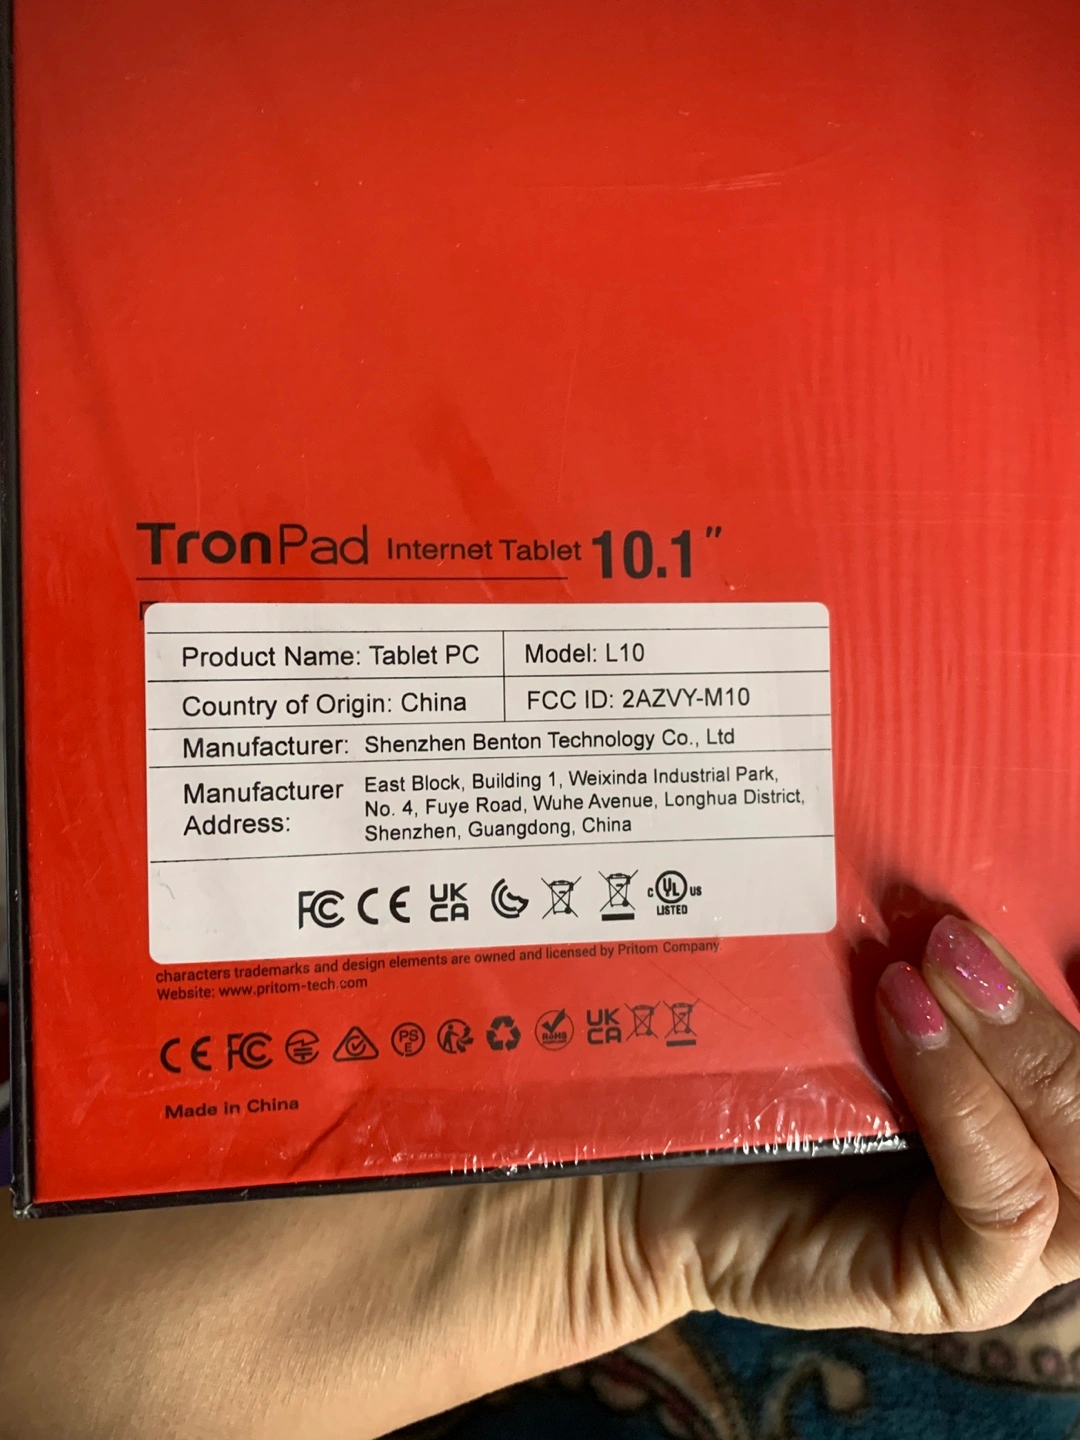 TronPad Internet Tablet 10.1"
Product Name: Tablet PC Model: L10
Country of Origin: China FCC ID: 2AZVY-M10
Manufacturer: Shenzhen Benton Technology Co., Ltd
Manufacturer Address: East Block, Building 1, Weixinda Industrial Park,
No. 4, Fuye Road, Wuhe Avenue, Longhua District,
Shenzhen, Guangdong, China
FC CE UK CA c UL us LISTED
characters trademarks and design elements are owned and licensed by Pritom Company.
Website: www.pritom-tech.com
CE FC PS E RoHS UK CA
Made in China